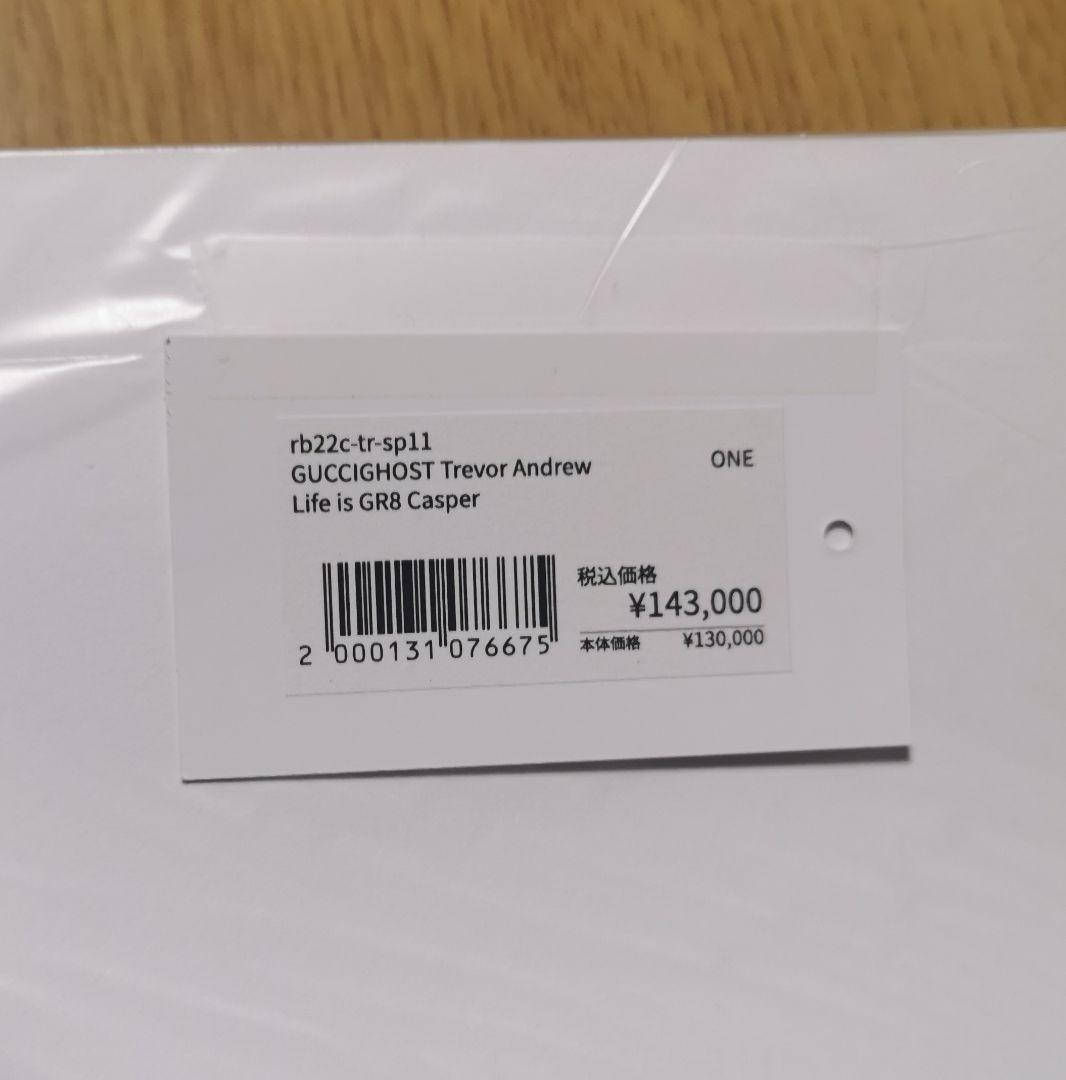 rb22c-tr-sp11
GUCCIGHOST Trevor Andrew
ONE
Life is GR8 Casper
税込価格
¥143,000
本体価格 ¥130,000
2 000131 076675